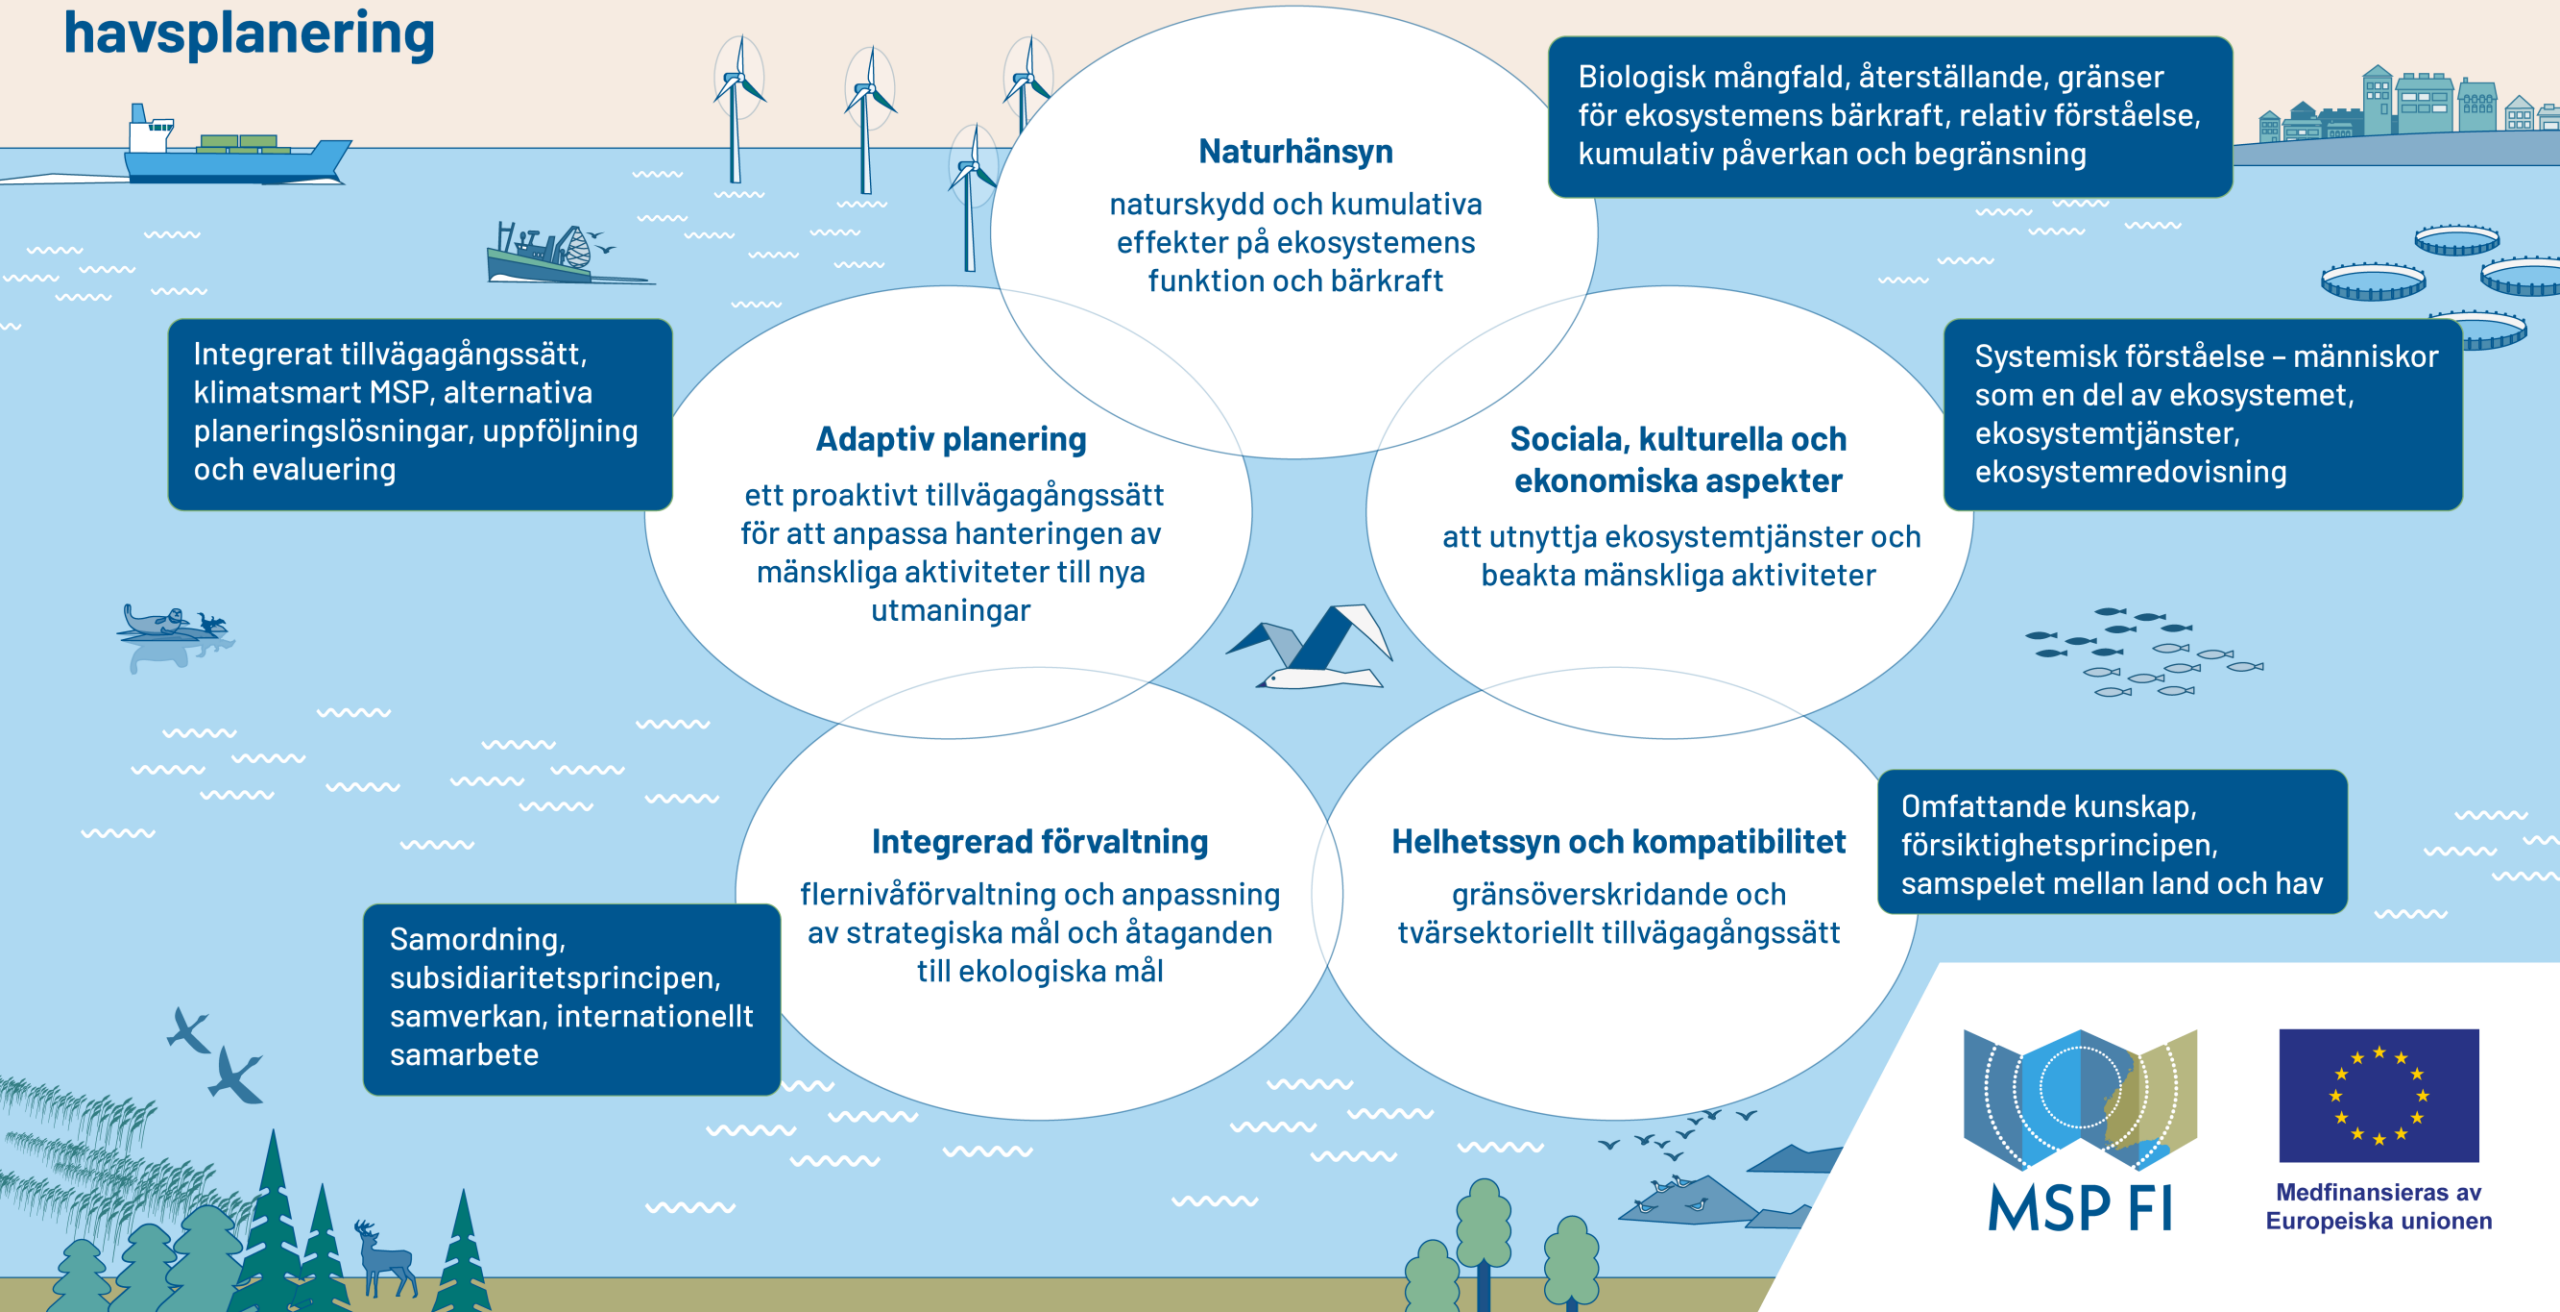 havsplanering
Naturhänsyn
naturskydd och kumulativa
effekter på ekosystemens
funktion och bärkraft
Biologisk mångfald, återställande, gränser
för ekosystemens bärkraft, relativ förståelse,
kumulativ påverkan och begränsning
Integrerat tillvägagångssätt,
klimatsmart MSP, alternativa
planeringslösningar, uppföljning
och evaluering
Adaptiv planering
ett proaktivt tillvägagångssätt
för att anpassa hanteringen av
mänskliga aktiviteter till nya
utmaningar
Sociala, kulturella och
ekonomiska aspekter
att utnyttja ekosystemtjänster och
beakta mänskliga aktiviteter
Systemisk förståelse – människor
som en del av ekosystemet,
ekosystemtjänster,
ekosystemredovisning
Integrerad förvaltning
flernivåförvaltning och anpassning
av strategiska mål och åtaganden
till ekologiska mål
Helhetssyn och kompatibilitet
gränsöverskridande och
tvärsektoriellt tillvägagångssätt
Omfattande kunskap,
försiktighetsprincipen,
samspelet mellan land och hav
Samordning,
subsidiaritetsprincipen,
samverkan, internationellt
samarbete
MSP FI
Medfinansieras av
Europeiska unionen